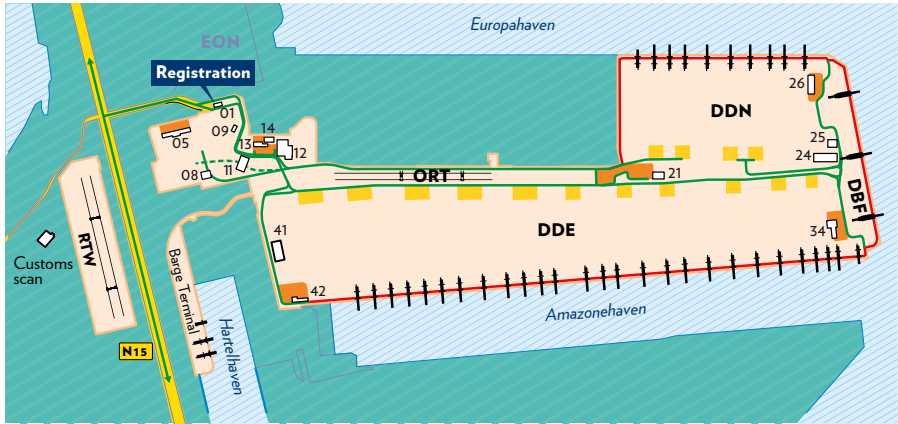 Europahaven
EON
Registration
01
09
05
14
13
12
11
08
26
DDN
25
24
21
ORT
DBF
34
DDE
41
42
RTW
Customs
scan
Barge Terminal
N15
Hartelhaven
Amazonehaven